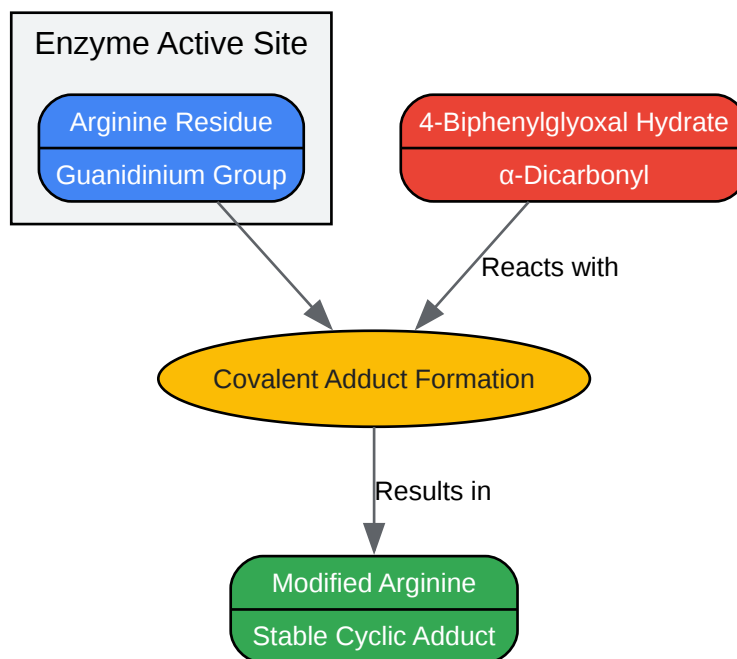 Enzyme Active Site
Arginine Residue
Guanidinium Group
4-Biphenylglyoxal Hydrate
α-Dicarbonyl
Reacts with
Covalent Adduct Formation
Results in
Modified Arginine
Stable Cyclic Adduct